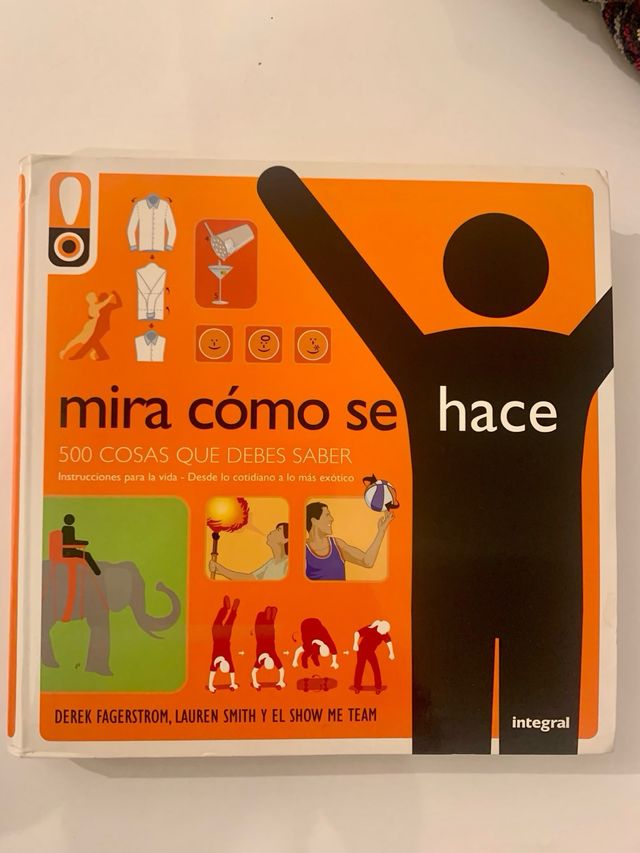 mira cómo se hace
500 COSAS QUE DEBES SABER
Instrucciones para la vida - Desde lo cotidiano a lo más exótico
DEREK FAGERSTROM, LAUREN SMITH Y EL SHOW ME TEAM
integral